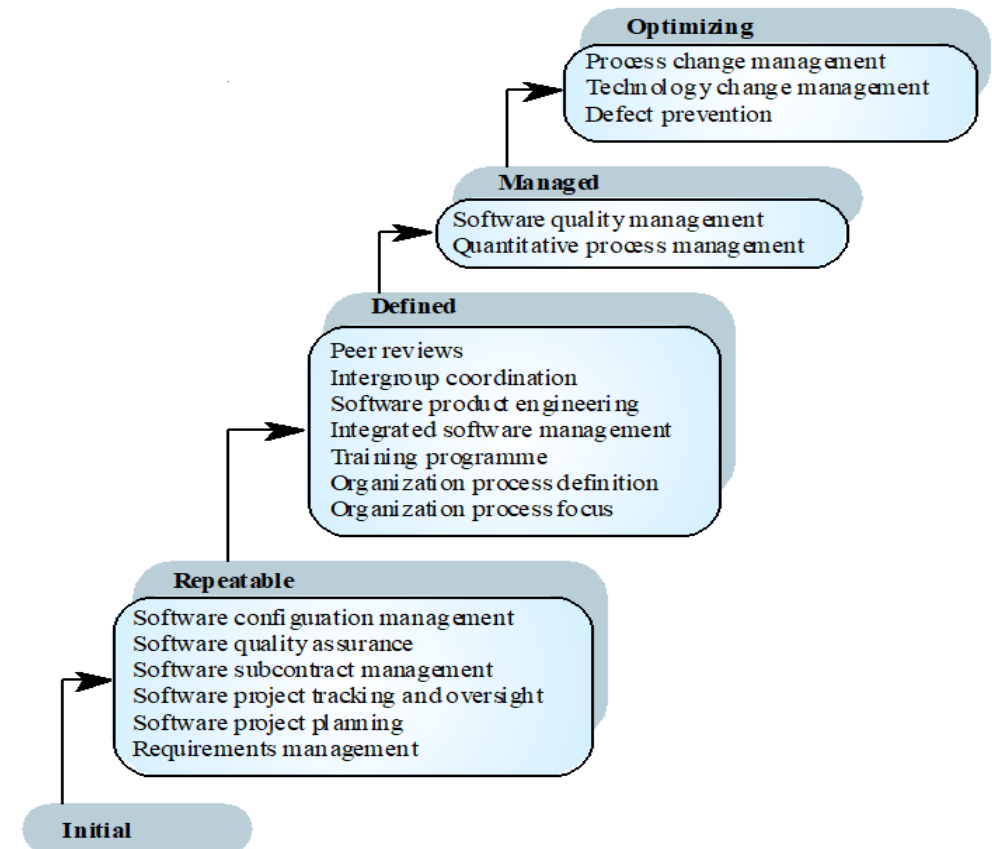 Optimizing
Process change management
Technology change management
Defect prevention
Managed
Software quality management
Quantitative process management
Defined
Peer reviews
Intergroup coordination
Software product engineering
Integrated software management
Training programme
Organization process definition
Organization process focus
Repeatable
Software configuration management
Software quality assurance
Software subcontract management
Software project tracking and oversight
Software project planning
Requirements management
Initial